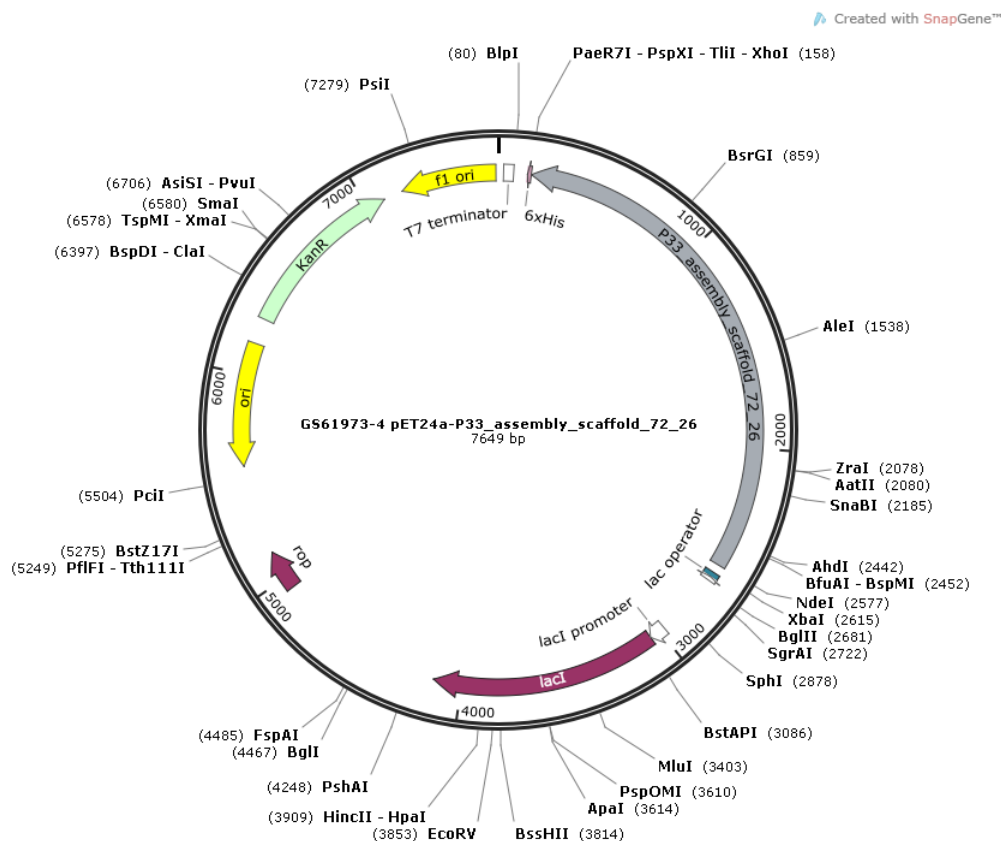 Created with SnapGene™
(80) BlpI
PaeR7I - PspXI - TliI - XhoI (158)
(7279) PsiI
BsrGI (859)
(6706) AsiSI - PvuI
(6580) SmaI
(6578) TspMI - XmaI
(6397) BspDI - ClaI
7000
f1 ori
T7 terminator
6xHis
1000
KanR
P33_assembly_scaffold_72_26
AleI (1538)
6000
ori
GS61973-4 pET24a-P33_assembly_scaffold_72_26
7649 bp
2000
ZraI (2078)
AatII (2080)
SnaBI (2185)
(5504) PciI
(5275) BstZ17I
(5249) PflFI - Tth111I
rop
5000
lac operator
lacI promoter
lacI
3000
4000
AhdI (2442)
BfuAI - BspMI (2452)
NdeI (2577)
XbaI (2615)
BglII (2681)
SgrAI (2722)
SphI (2878)
BstAPI (3086)
MluI (3403)
PspOMI (3610)
ApaI (3614)
BssHII (3814)
(3853) EcoRV
(3909) HincII - HpaI
(4248) PshAI
(4467) BglI
(4485) FspAI